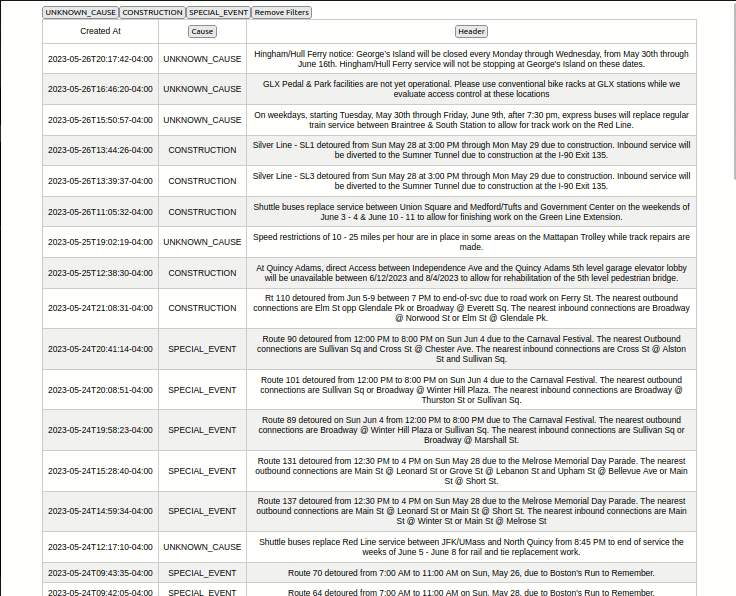 UNKNOWN_CAUSE CONSTRUCTION SPECIAL_EVENT Remove Filters
Created At Cause Header
2023-05-26T20:17:42-04:00 UNKNOWN_CAUSE Hingham/Hull Ferry notice: George's Island will be closed every Monday through Wednesday, from May 30th through
June 16th. Hingham/Hull Ferry service will not be stopping at George's Island on these dates.
2023-05-26T16:46:20-04:00 UNKNOWN_CAUSE GLX Pedal & Park facilities are not yet operational. Please use conventional bike racks at GLX stations while we
evaluate access control at these locations
2023-05-26T15:50:57-04:00 UNKNOWN_CAUSE On weekdays, starting Tuesday, May 30th through Friday, June 9th, after 7:30 pm, express buses will replace regular
train service between Braintree & South Station to allow for track work on the Red Line.
2023-05-26T13:44:26-04:00 CONSTRUCTION Silver Line - SL1 detoured from Sun May 28 at 3:00 PM through Mon May 29 due to construction. Inbound service will
be diverted to the Sumner Tunnel due to construction at the I-90 Exit 135.
2023-05-26T13:39:37-04:00 CONSTRUCTION Silver Line - SL3 detoured from Sun May 28 at 3:00 PM through Mon May 29 due to construction. Inbound service will
be diverted to the Sumner Tunnel due to construction at the I-90 Exit 135.
2023-05-26T11:05:32-04:00 CONSTRUCTION Shuttle buses replace service between Union Square and Medford/Tufts and Government Center on the weekends of
June 3 - 4 & June 10 - 11 to allow for finishing work on the Green Line Extension.
2023-05-25T19:02:19-04:00 UNKNOWN_CAUSE Speed restrictions of 10 - 25 miles per hour are in place in some areas on the Mattapan Trolley while track repairs are
made.
2023-05-25T12:38:30-04:00 CONSTRUCTION At Quincy Adams, direct Access between Independence Ave and the Quincy Adams 5th level garage elevator lobby
will be unavailable between 6/12/2023 and 8/4/2023 to allow for rehabilitation of the 5th level pedestrian bridge.
2023-05-24T21:08:31-04:00 CONSTRUCTION Rt 110 detoured from Jun 5-9 between 7 PM to end-of-svc due to road work on Ferry St. The nearest outbound
connections are Elm St opp Glendale Pk or Broadway @ Everett Sq. The nearest inbound connections are Broadway
@ Norwood St or Elm St @ Glendale Pk.
2023-05-24T20:41:14-04:00 SPECIAL_EVENT Route 90 detoured from 12:00 PM to 8:00 PM on Sun Jun 4 due to the Carnaval Festival. The nearest Outbound
connections are Sullivan Sq and Cross St @ Chester Ave. The nearest inbound connections are Cross St @ Alston
St and Sullivan Sq.
2023-05-24T20:08:51-04:00 SPECIAL_EVENT Route 101 detoured from 12:00 PM to 8:00 PM on Sun Jun 4 due to the Carnaval Festival. The nearest outbound
connections are Sullivan Sq or Broadway @ Winter Hill Plaza. The nearest inbound connections are Broadway @
Thurston St or Sullivan Sq.
2023-05-24T19:58:23-04:00 SPECIAL_EVENT Route 89 detoured on Sun Jun 4 from 12:00 PM to 8:00 PM due to The Carnaval Festival. The nearest outbound
connections are Broadway @ Winter Hill Plaza or Sullivan Sq. The nearest inbound connections are Sullivan Sq or
Broadway @ Marshall St.
2023-05-24T15:28:40-04:00 SPECIAL_EVENT Route 131 detoured from 12:30 PM to 4 PM on Sun May 28 due to the Melrose Memorial Day Parade. The nearest
outbound connections are Main St @ Leonard St or Grove St @ Lebanon St and Upham St @ Bellevue Ave or Main
St @ Short St.
2023-05-24T14:59:34-04:00 SPECIAL_EVENT Route 137 detoured from 12:30 PM to 4 PM on Sun May 28 due to the Melrose Memorial Day Parade. The nearest
outbound connections are Main St @ Leonard St or Main St @ Short St. The nearest inbound connections are Main
St @ Winter St or Main St @ Melrose St
2023-05-24T12:17:10-04:00 UNKNOWN_CAUSE Shuttle buses replace Red Line service between JFK/UMass and North Quincy from 8:45 PM to end of service the
weeks of June 5 - June 8 for rail and tie replacement work.
2023-05-24T09:43:35-04:00 SPECIAL_EVENT Route 70 detoured from 7:00 AM to 11:00 AM on Sun, May 26, due to Boston's Run to Remember.
2023-05-24T09:42:05-04:00 SPECIAL_EVENT Route 64 detoured from 7:00 AM to 11:00 AM on Sun, May 28, due to Boston's Run to Remember.